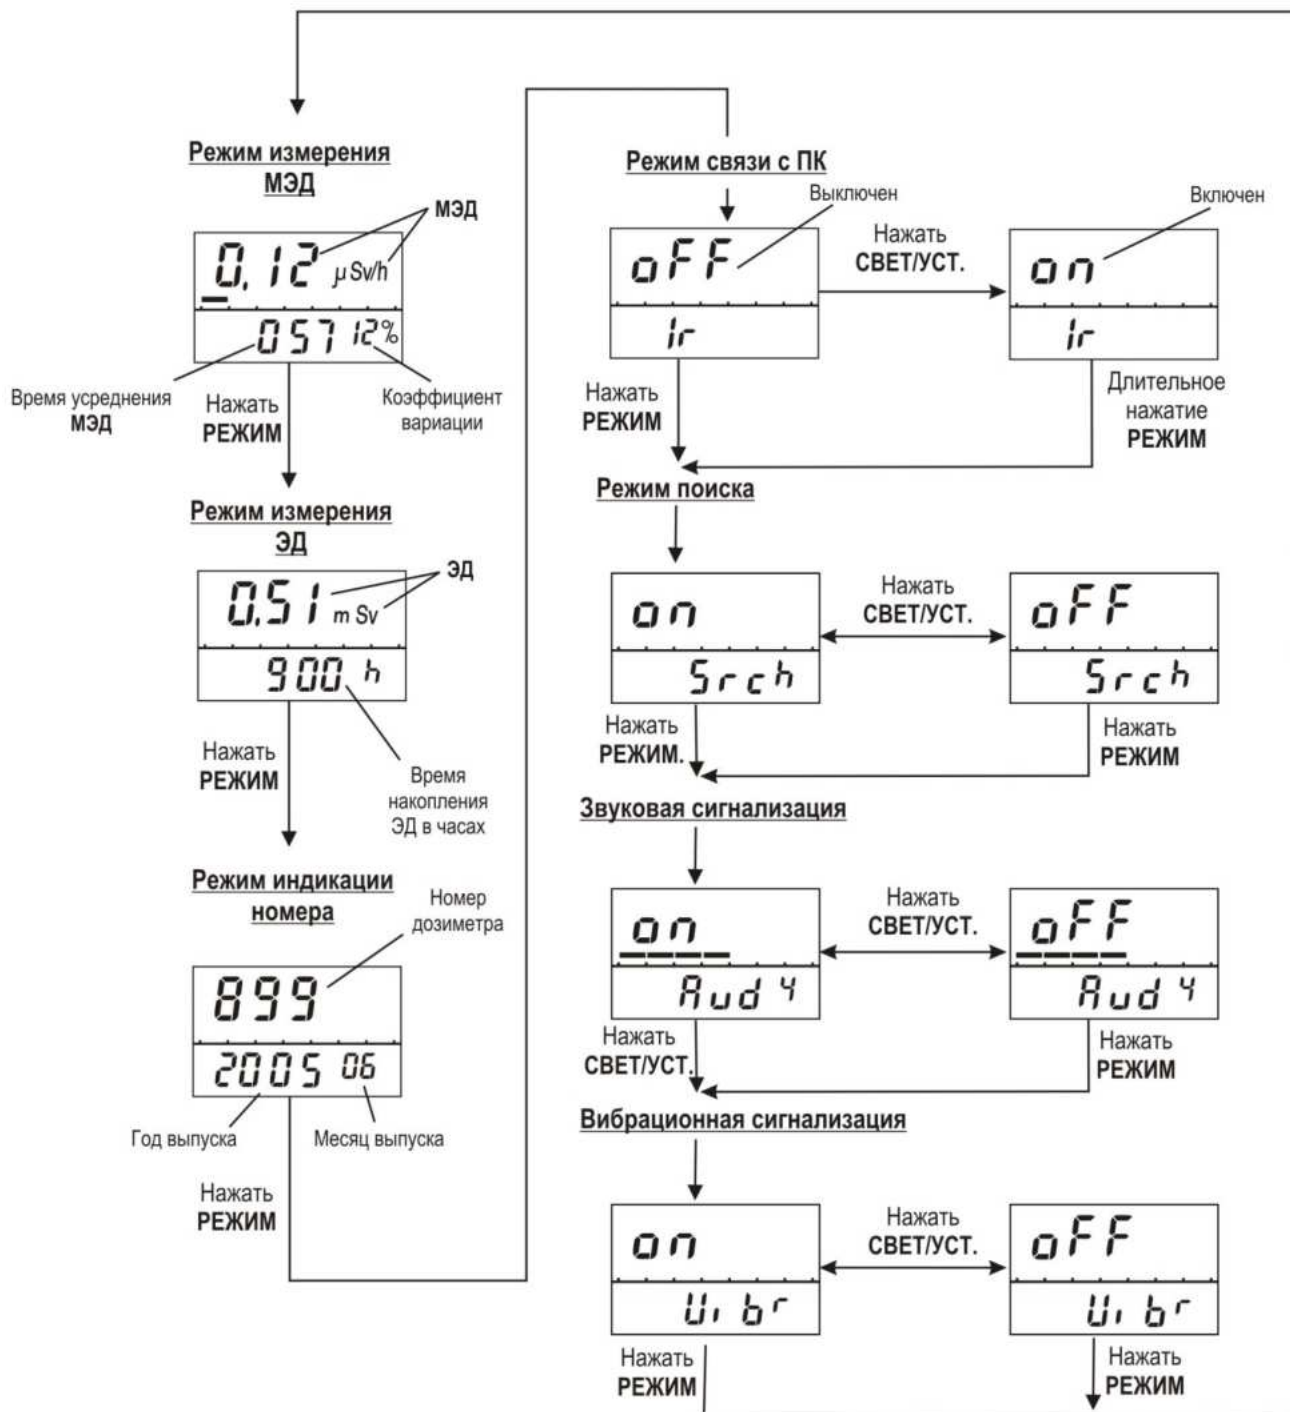 Режим измерения
МЭД
МЭД
0.12 μSv/h
057 12%
Время усреднения
МЭД
Коэффициент
вариации
Нажать
РЕЖИМ
Режим измерения
ЭД
ЭД
0.51 mSv
900 h
Нажать
РЕЖИМ
Время
накопления
ЭД в часах
Режим индикации
номера
Номер
дозиметра
899
2005 06
Год выпуска
Месяц выпуска
Нажать
РЕЖИМ
Режим связи с ПК
Выключен
Включен
oFF
Ir
Нажать
СВЕТ/УСТ.
on
Ir
Нажать
РЕЖИМ
Длительное
нажатие
РЕЖИМ
Режим поиска
on
Srch
Нажать
СВЕТ/УСТ.
oFF
Srch
Нажать
РЕЖИМ.
Нажать
РЕЖИМ
Звуковая сигнализация
on
Aud 4
Нажать
СВЕТ/УСТ.
oFF
Aud 4
Нажать
СВЕТ/УСТ.
Нажать
РЕЖИМ
Вибрационная сигнализация
on
Vibr
Нажать
СВЕТ/УСТ.
oFF
Vibr
Нажать
РЕЖИМ
Нажать
РЕЖИМ